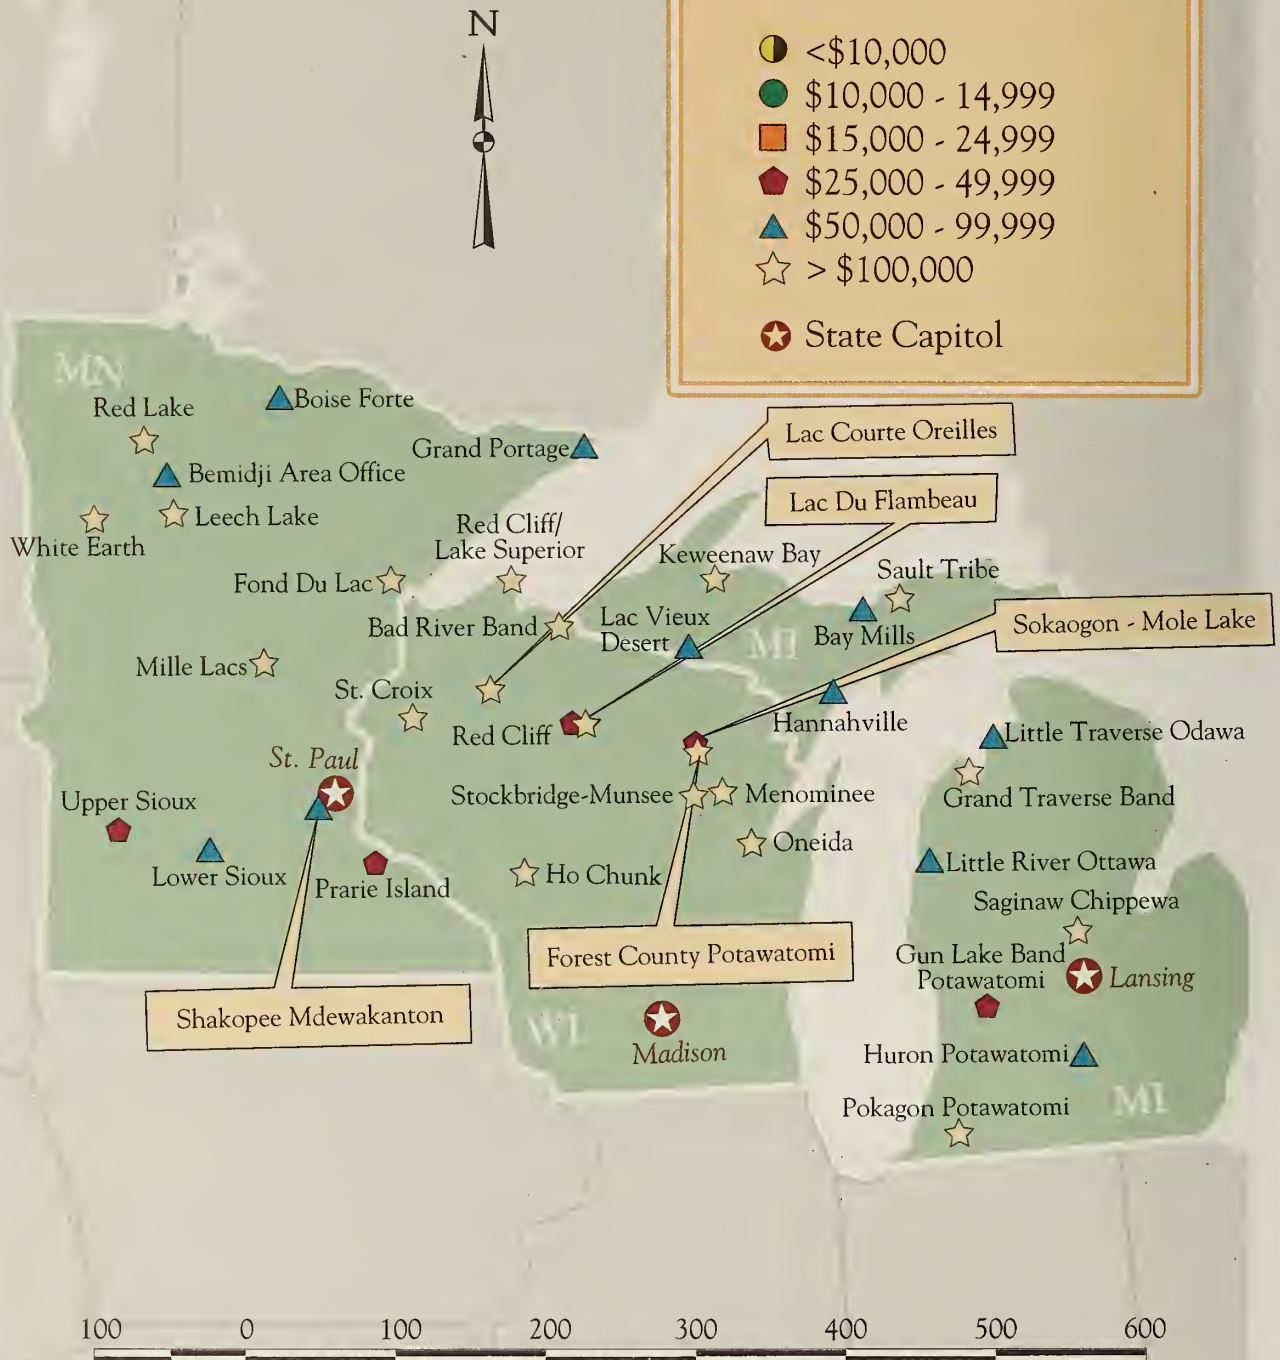 N
<$10,000
$10,000 - 14,999
$15,000 - 24,999
$25,000 - 49,999
$50,000 - 99,999
> $100,000
State Capitol
MN
Red Lake
Boise Forte
Bemidji Area Office
Grand Portage
Leech Lake
White Earth
Lac Courte Oreilles
Lac Du Flambeau
Red Cliff/
Lake Superior
Keweenaw Bay
Sault Tribe
Fond Du Lac
Bad River Band
Lac Vieux
Desert
MI
Bay Mills
Sokaogon - Mole Lake
Mille Lacs
St. Croix
Red Cliff
Hannahville
Little Traverse Odawa
St. Paul
Grand Traverse Band
Upper Sioux
Stockbridge-Munsee
Menominee
Oneida
Lower Sioux
Prarie Island
Ho Chunk
Little River Ottawa
Saginaw Chippewa
Forest County Potawatomi
Gun Lake Band
Potawatomi
Lansing
Shakopee Mdewakanton
WI
Madison
Huron Potawatomi
Pokagon Potawatomi
MI
100 0 100 200 300 400 500 600